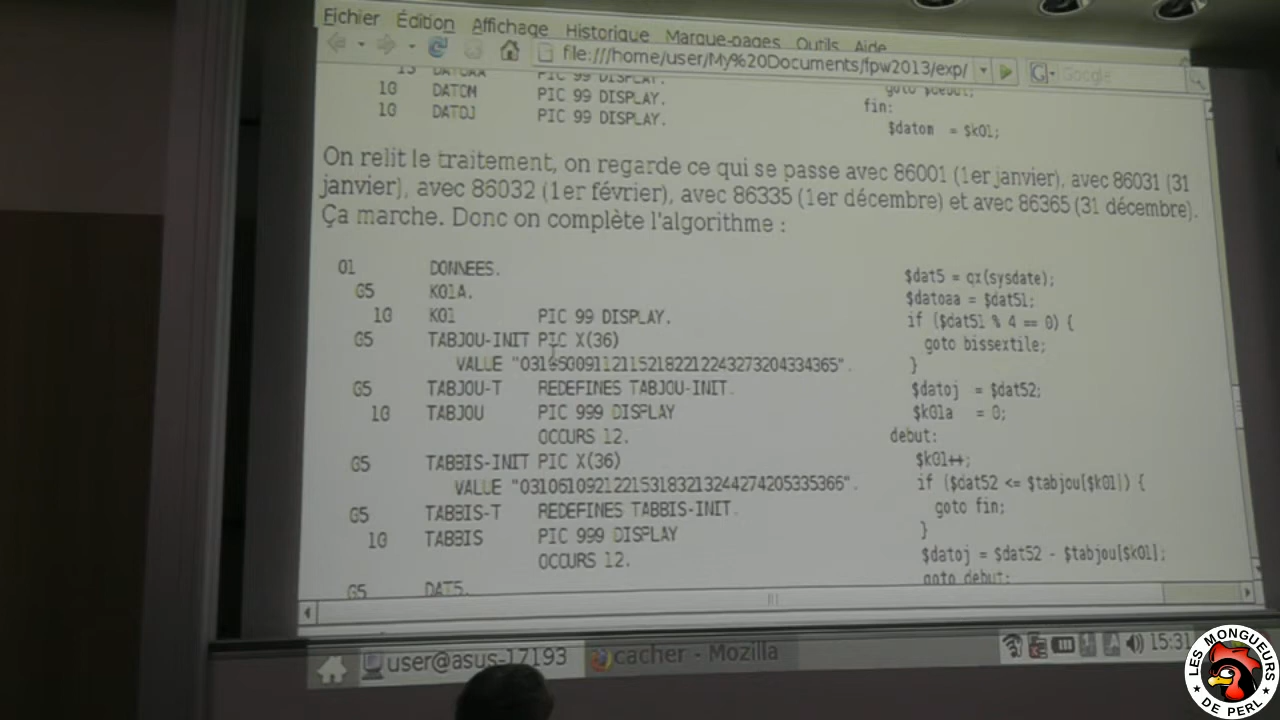 Fichier Édition Affichage Historique Marque-pages Outils Aide
file:///home/user/My%20Documents/fpw2013/exp/ Google
PIC 99 DISPLAY.
10 DATOM PIC 99 DISPLAY.
10 DATOJ PIC 99 DISPLAY.
fin:
$datom = $k01;
On relit le traitement, on regarde ce qui se passe avec 86001 (1er janvier), avec 86031 (31
janvier), avec 86032 (1er février), avec 86335 (1er décembre) et avec 86365 (31 décembre).
Ça marche. Donc on complète l'algorithme :
01 DONNEES.
05 K01A.
10 K01 PIC 99 DISPLAY.
05 TABJOU-INIT PIC X(36)
VALUE
05 TABJOU-T REDEFINES TABJOU-INIT.
10 TABJOU PIC 999 DISPLAY
OCCURS 12.
05 TABBIS-INIT PIC X(36)
VALUE "031061092122153183213244274205335366".
05 TABBIS-T REDEFINES TABBIS-INIT.
10 TABBIS PIC 999 DISPLAY
OCCURS 12.
05 DAT5.
$dat5 = qx(sysdate);
$datoaa = $dat51;
if ($dat51 % 4 == 0) {
goto bissextile;
}
$datoj = $dat52;
$k01a = 0;
debut:
$k01++;
if ($dat52 <= $tabjou[$k01]) {
goto fin;
}
$datoj = $dat52 - $tabjou[$k01];
goto debut;
user@asus-17193 cacher - Mozilla 15:31
LES MONGUEURS
DE PERL